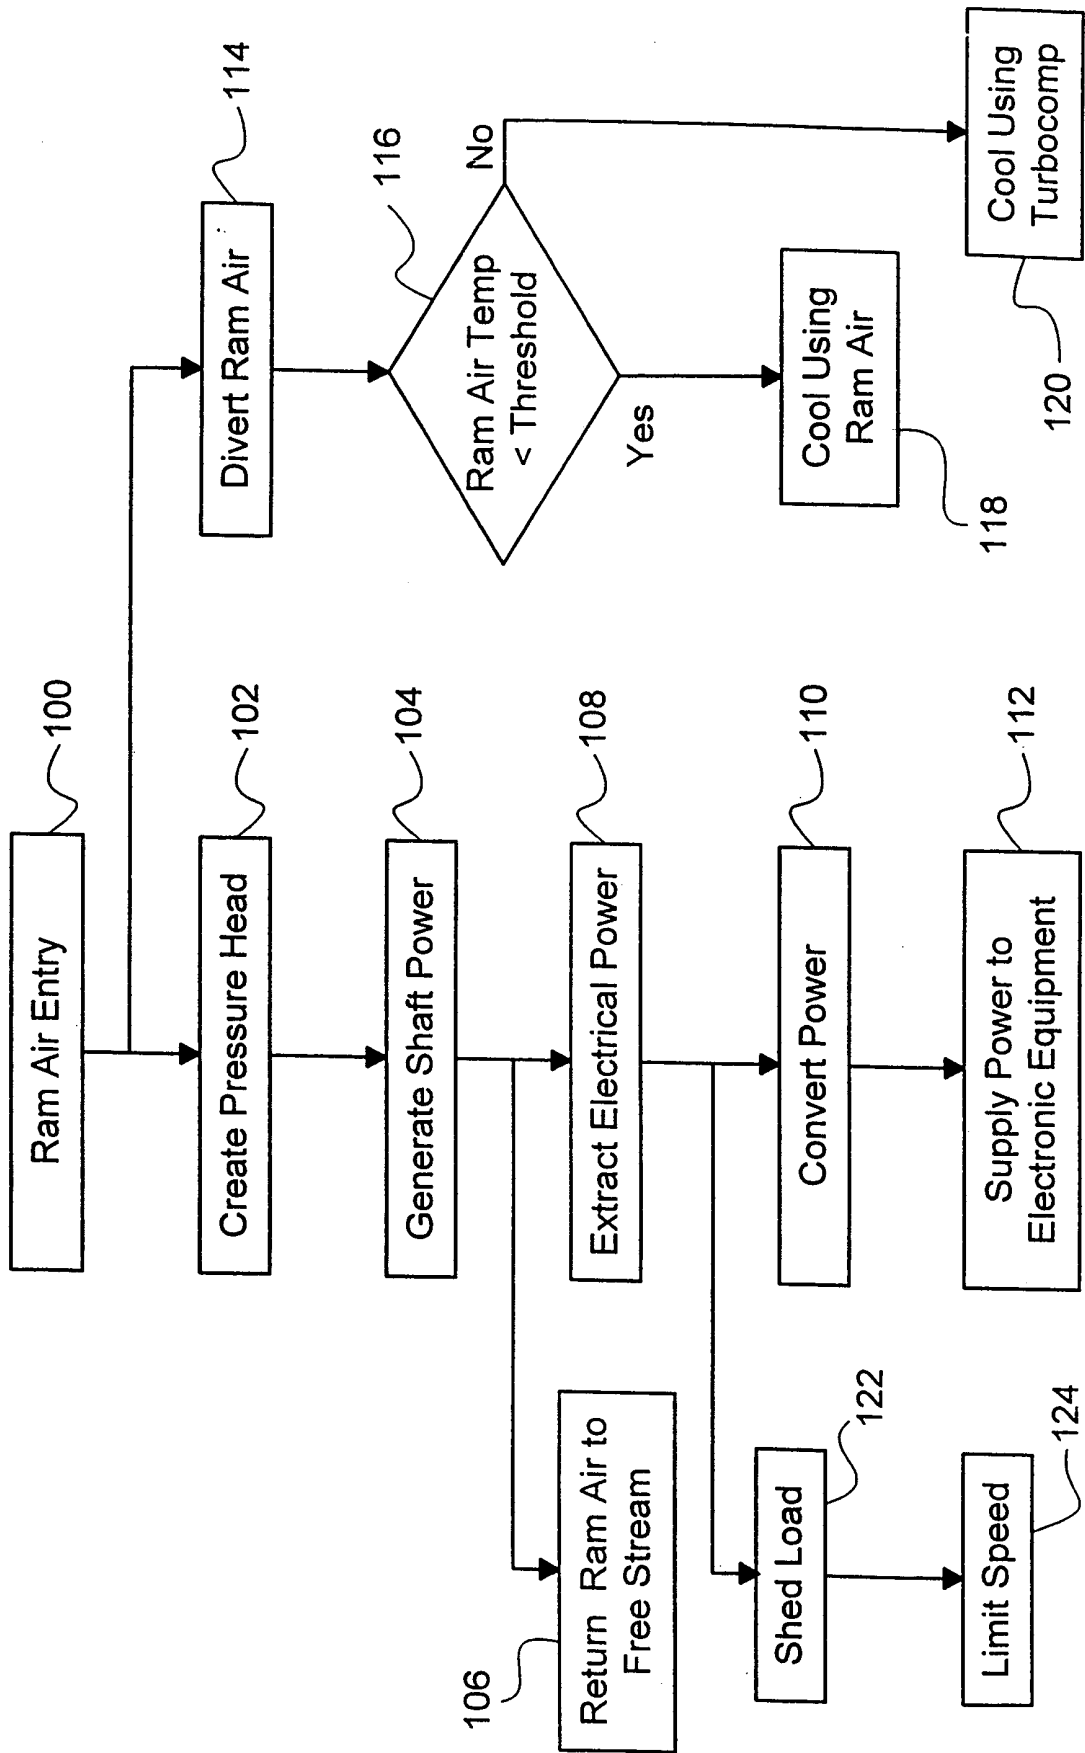 Ram Air Entry
100
Create Pressure Head
102
Divert Ram Air
114
Generate Shaft Power
104
Ram Air Temp
< Threshold
116
No
Yes
Return Ram Air to
Free Stream
106
Extract Electrical Power
108
Shed Load
122
Convert Power
110
Cool Using
Ram Air
118
Limit Speed
124
Supply Power to
Electronic Equipment
112
Cool Using
Turbocomp
120